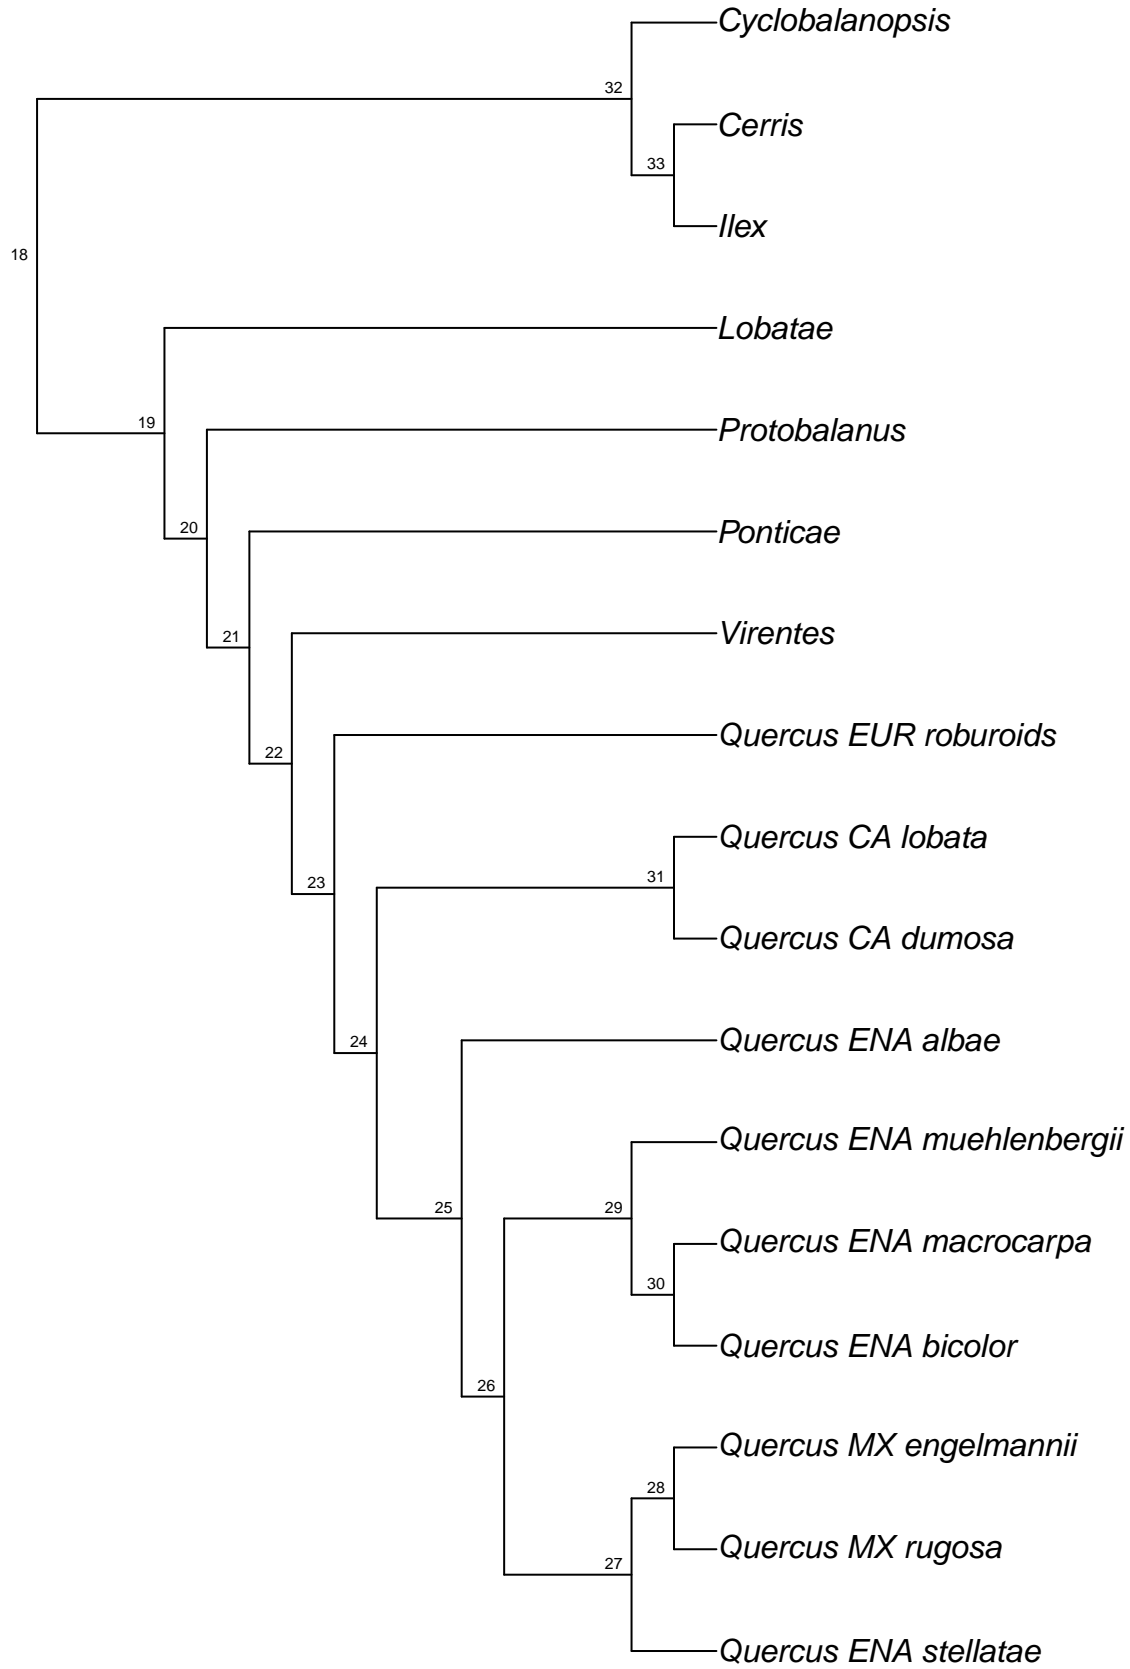 Cyclobalanopsis
32
Cerris
33
Ilex
18
Lobatae
19
Protobalanus
20
Ponticae
21
Virentes
22
Quercus EUR roburoids
23
Quercus CA lobata
31
Quercus CA dumosa
24
Quercus ENA albae
Quercus ENA muehlenbergii
25
29
Quercus ENA macrocarpa
30
Quercus ENA bicolor
26
Quercus MX engelmannii
28
Quercus MX rugosa
27
Quercus ENA stellatae